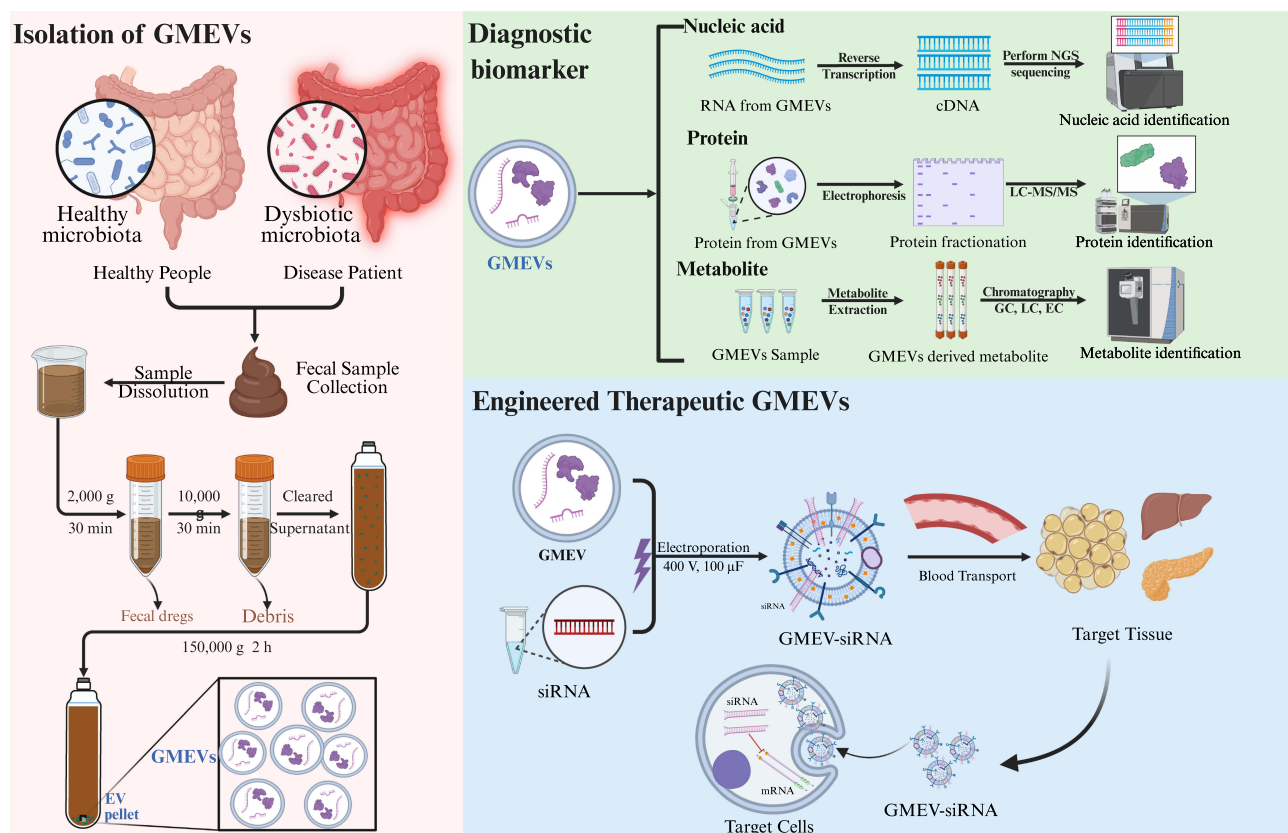 Isolation of GMEVs
Healthy
microbiota
Dysbiotic
microbiota
Healthy People
Disease Patient
Fecal Sample
Collection
Sample
Dissolution
2,000 g
30 min
10,000
g
30 min
Cleared
Supernatant
Fecal dregs
Debris
150,000 g 2 h
GMEVs
EV
pellet
Diagnostic
biomarker
GMEVs
Nucleic acid
RNA from GMEVs
Reverse
Transcription
cDNA
Perform NGS
sequencing
Nucleic acid identification
Protein
Protein from GMEVs
Electrophoresis
Protein fractionation
LC-MS/MS
Protein identification
Metabolite
GMEVs Sample
Metabolite
Extraction
GMEVs derived metabolite
Chromatography
GC, LC, EC
Metabolite identification
Engineered Therapeutic GMEVs
GMEV
siRNA
Electroporation
400 V, 100 μF
siRNA
GMEV-siRNA
Blood Transport
Target Tissue
GMEV-siRNA
siRNA
mRNA
Target Cells